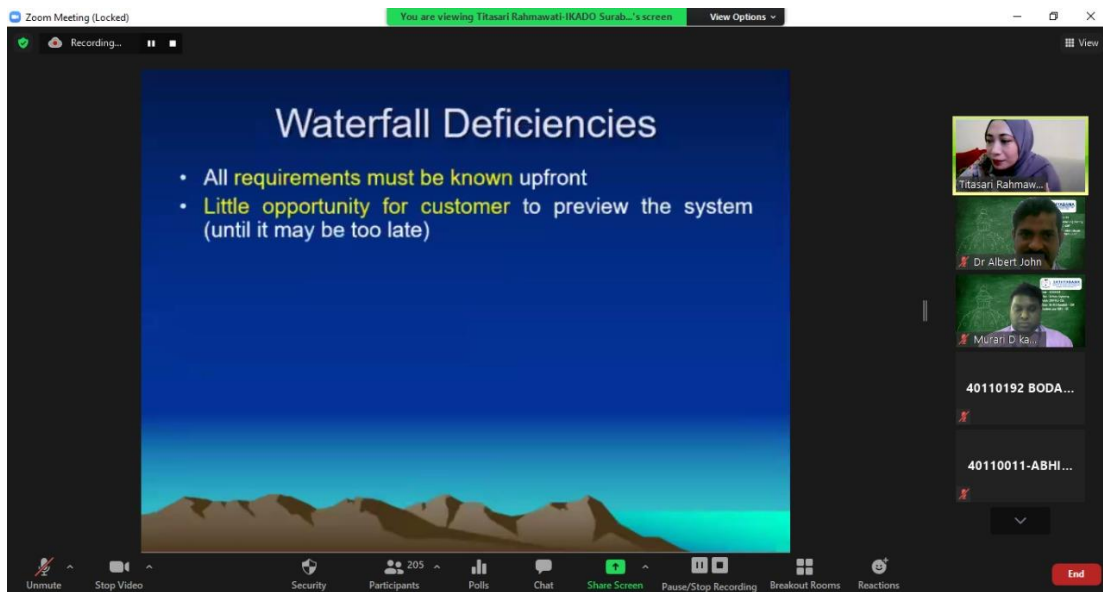 Zoom Meeting (Locked)
You are viewing Titasari Rahmawati-IKADO Surab...'s screen
View Options
Recording...
View
Waterfall Deficiencies
• All requirements must be known upfront
• Little opportunity for customer to preview the system
(until it may be too late)
Titasari Rahmaw...
Dr Albert John
SATHYABAMA
Murari D ka...
40110192 BODA...
40110011-ABHI...
Unmute
Stop Video
Security
205
Participants
Polls
Chat
Share Screen
Pause/Stop Recording
Breakout Rooms
Reactions
End